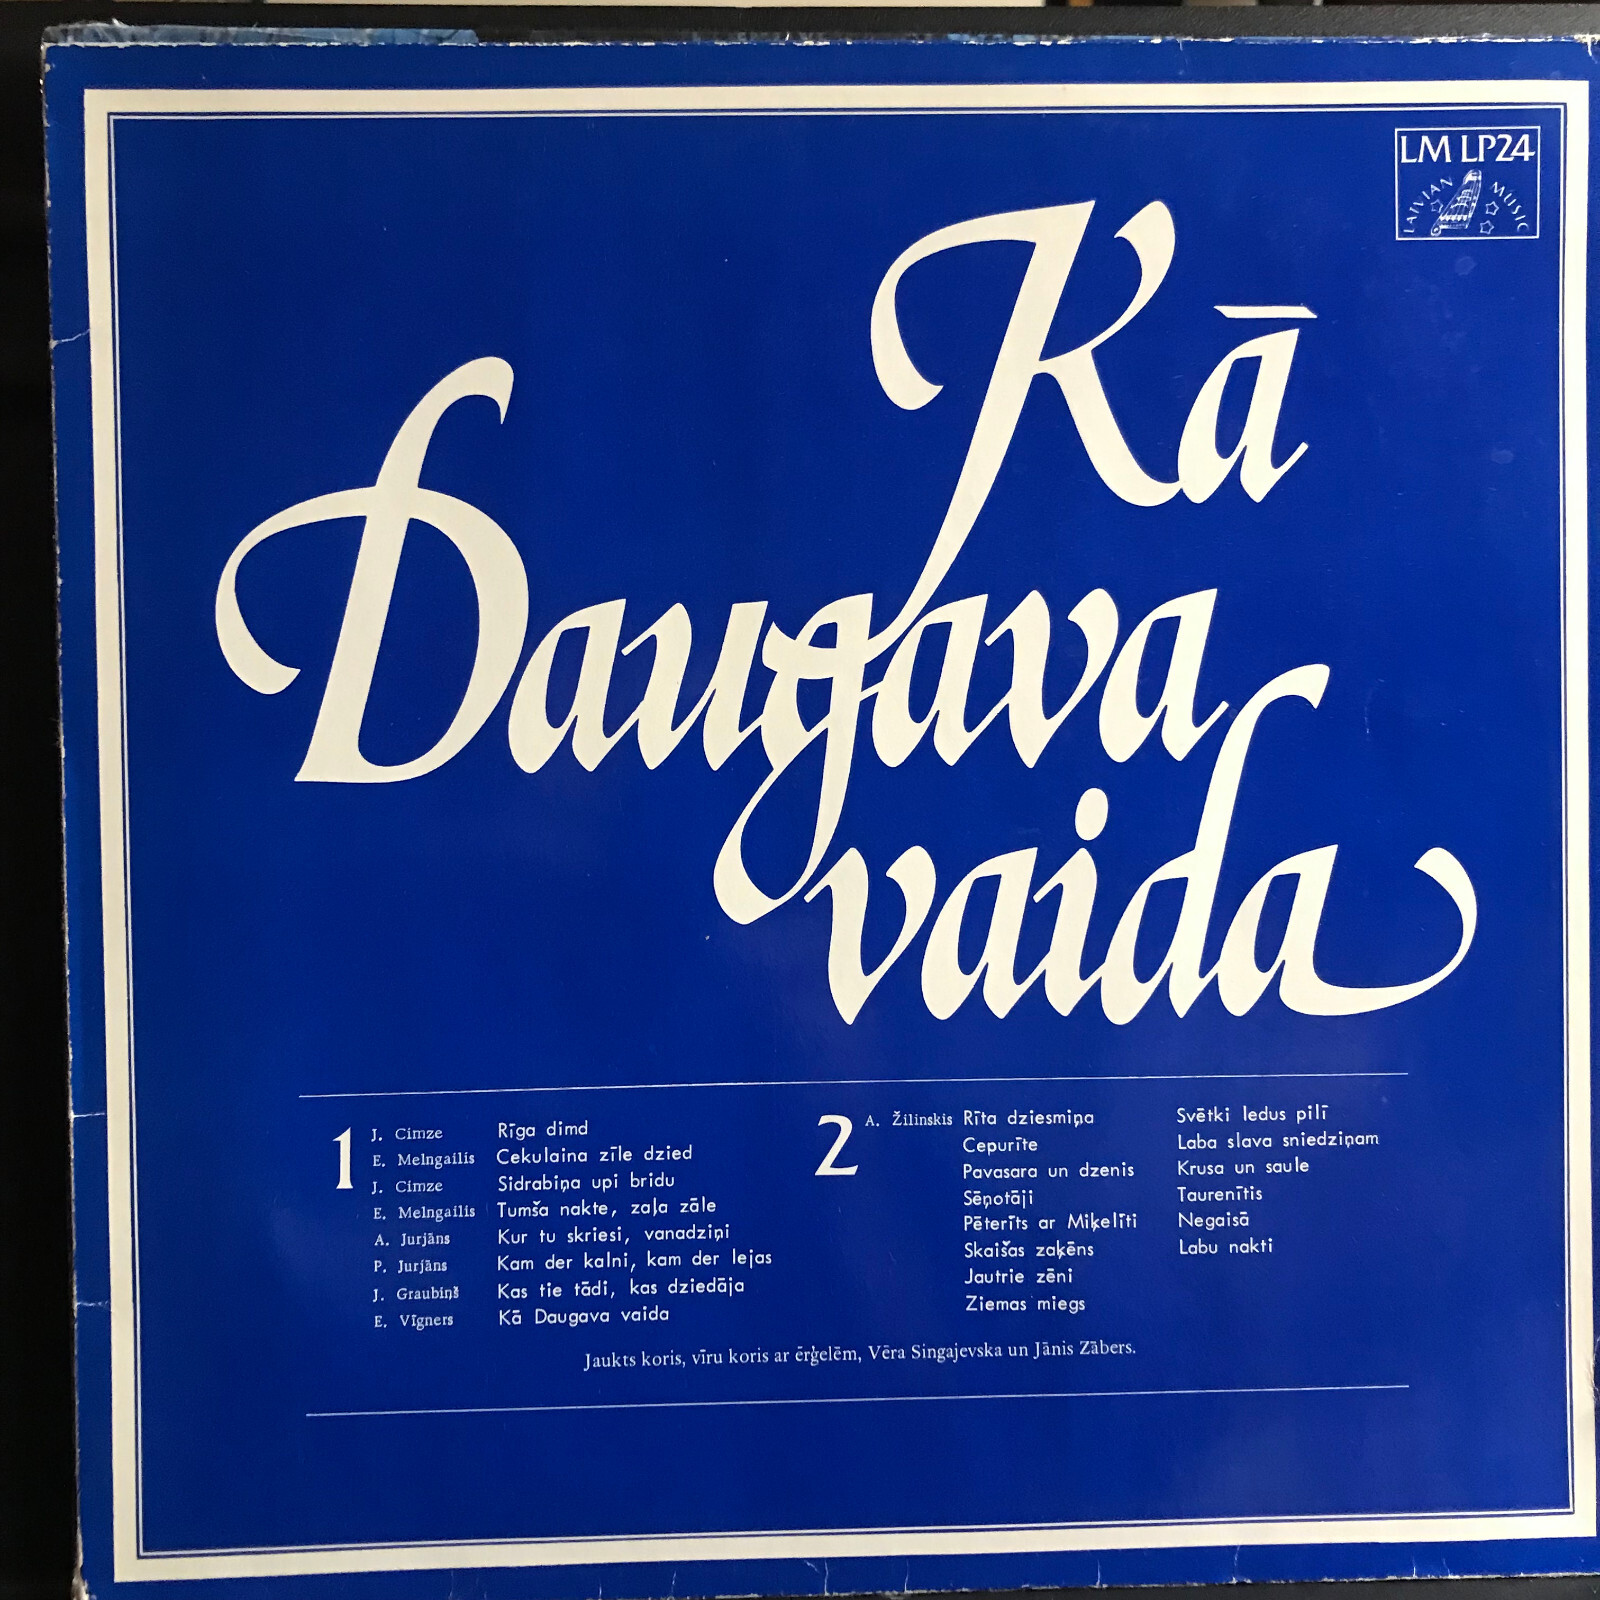 LM LP24
LATVIAN MUSIC
Kā
Daugava
vaida
1
J. Cimze Rīga dimd
E. Melngailis Cekulaina zīle dzied
J. Cimze Sidrabiņa upi bridu
E. Melngailis Tumša nakte, zaļa zāle
A. Jurjāns Kur tu skriesi, vanadziņi
P. Jurjāns Kam der kalni, kam der lejas
J. Graubiņš Kas tie tādi, kas dziedāja
E. Vīgners Kā Daugava vaida
2
A. Žilinskis Rīta dziesmiņa
Cepurīte
Pavasara un dzenis
Sēņotāji
Pēterīts ar Miķelīti
Skaišas zaķēns
Jautrie zēni
Ziemas miegs
Svētki ledus pilī
Laba slava sniedziņam
Krusa un saule
Taurenītis
Negaisā
Labu nakti
Jaukts koris, vīru koris ar ērģelēm, Vēra Singajevska un Jānis Zābers.